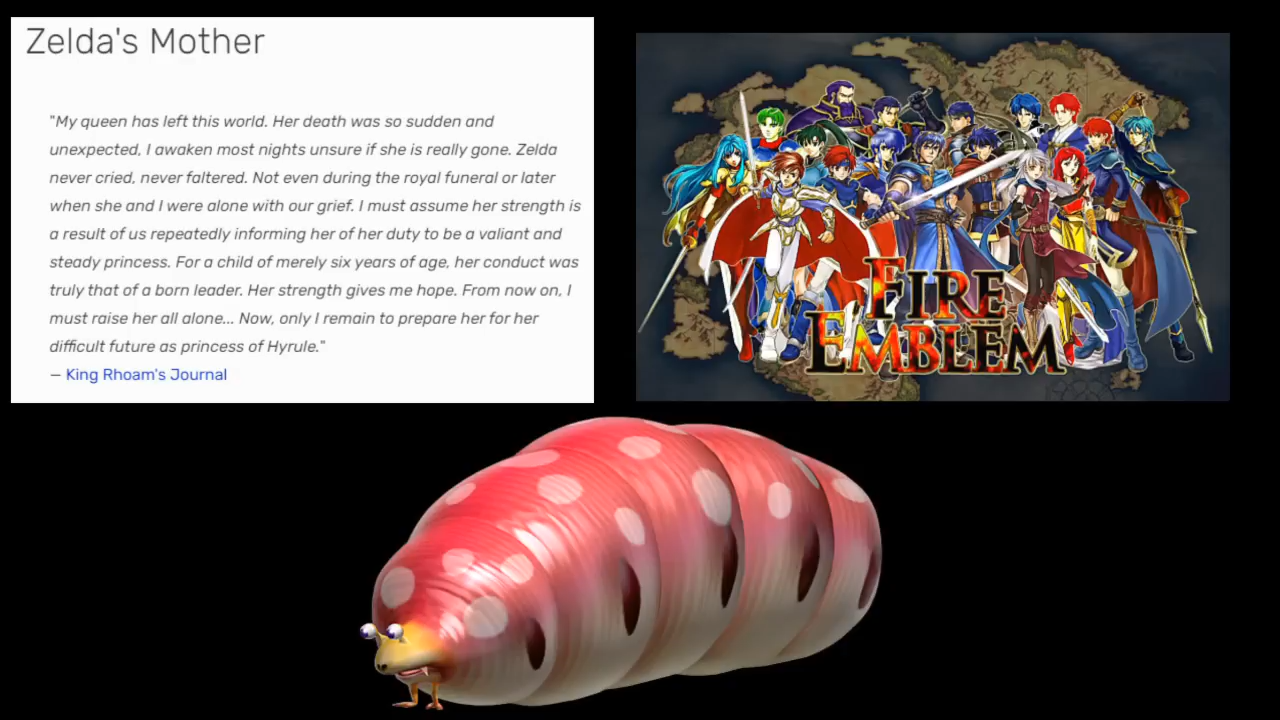 Zelda's Mother
"My queen has left this world. Her death was so sudden and
unexpected, I awaken most nights unsure if she is really gone. Zelda
never cried, never faltered. Not even during the royal funeral or later
when she and I were alone with our grief. I must assume her strength is
a result of us repeatedly informing her of her duty to be a valiant and
steady princess. For a child of merely six years of age, her conduct was
truly that of a born leader. Her strength gives me hope. From now on, I
must raise her all alone... Now, only I remain to prepare her for her
difficult future as princess of Hyrule."
— King Rhoam's Journal
FIRE
EMBLEM